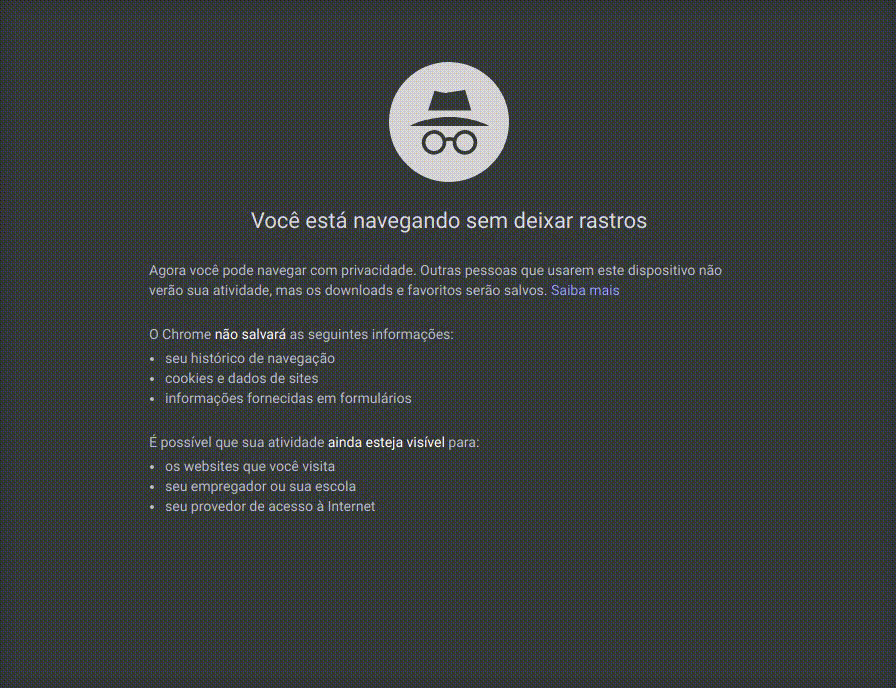 Você está navegando sem deixar rastros
Agora você pode navegar com privacidade. Outras pessoas que usarem este dispositivo não
verão sua atividade, mas os downloads e favoritos serão salvos. Saiba mais
O Chrome não salvará as seguintes informações:
• seu histórico de navegação
• cookies e dados de sites
• informações fornecidas em formulários
É possível que sua atividade ainda esteja visível para:
• os websites que você visita
• seu empregador ou sua escola
• seu provedor de acesso à Internet